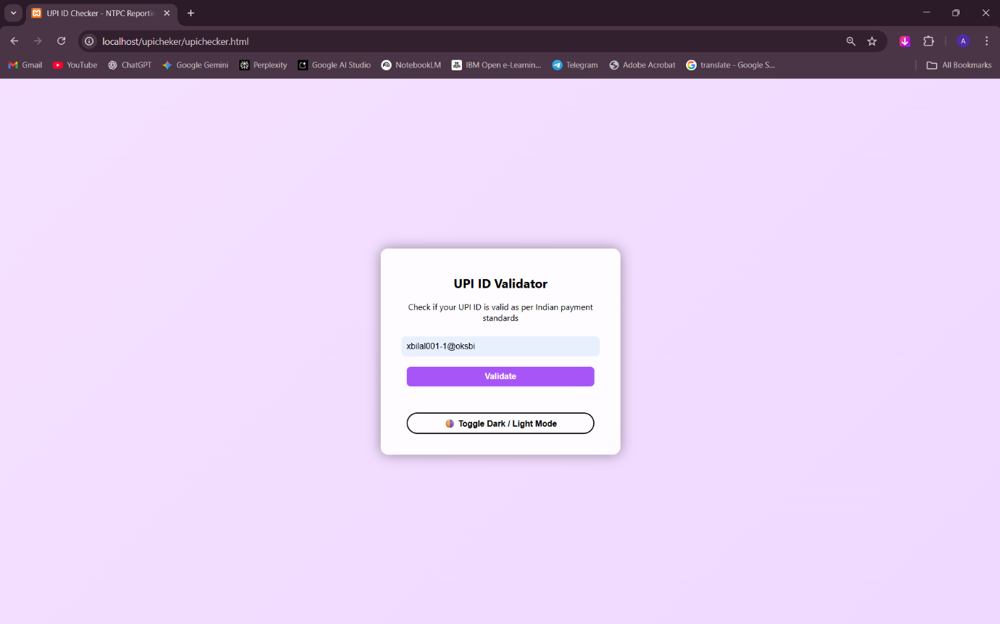 UPI ID Checker - NTPC Reportin
localhost/upicheker/upichecker.html
A
Gmail
YouTube
ChatGPT
Google Gemini
Perplexity
Google AI Studio
NotebookLM
IBM Open e-Learnin...
Telegram
Adobe Acrobat
translate - Google S...
All Bookmarks
UPI ID Validator
Check if your UPI ID is valid as per Indian payment
standards
xbilal001-1@oksbi
Validate
Toggle Dark / Light Mode